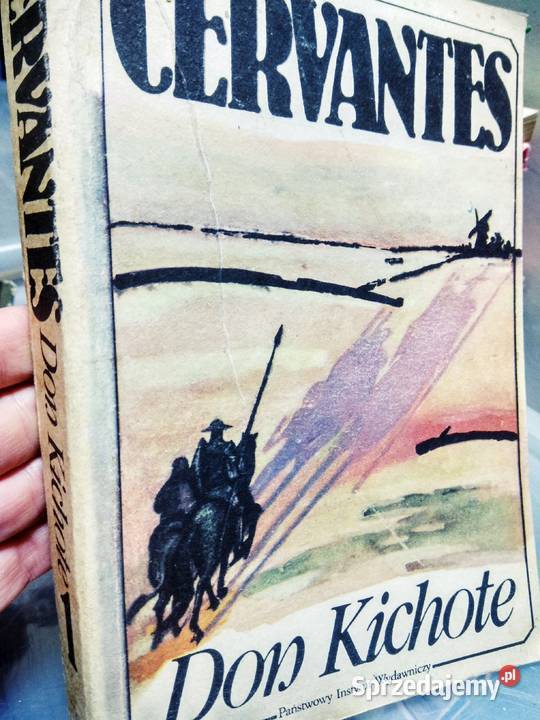 CERVANTES
Don Kichote
Państwowy Instytut Wydawniczy
CERVANTES Don Kichote 1
Sprzedajemy.pl